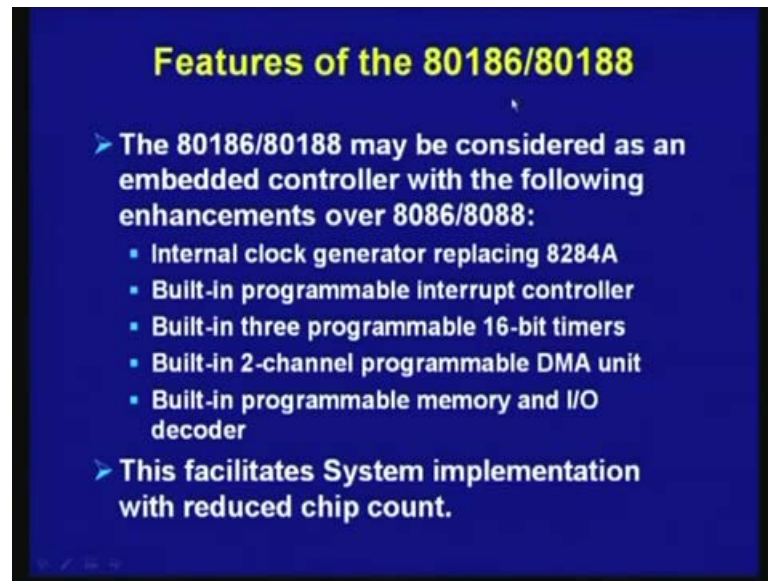 Features of the 80186/80188
The 80186/80188 may be considered as an
embedded controller with the following
enhancements over 8086/8088:
Internal clock generator replacing 8284A
Built-in programmable interrupt controller
Built-in three programmable 16-bit timers
Built-in 2-channel programmable DMA unit
Built-in programmable memory and I/O
decoder
This facilitates System implementation
with reduced chip count.